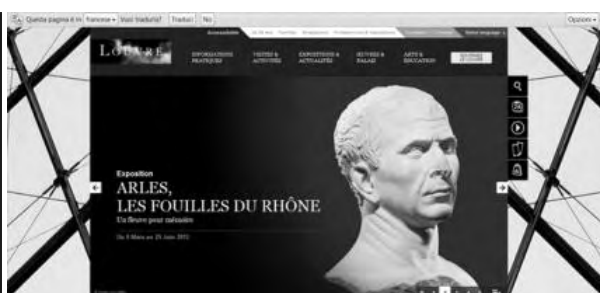 Questa pagina è in francese Vuoi tradurla? Traduci No Opzioni
Accessibilité
LOUVRE
INFORMATIONS PRATIQUES
VISITES & ACTIVITÉS
EXPOSITIONS & ACTUALITÉS
ŒUVRES & PALAIS
ARTS & ÉDUCATION
Exposition
ARLES,
LES FOUILLES DU RHÔNE
Un fleuve pour mémoire
Du 9 Mars au 25 Juin 2012